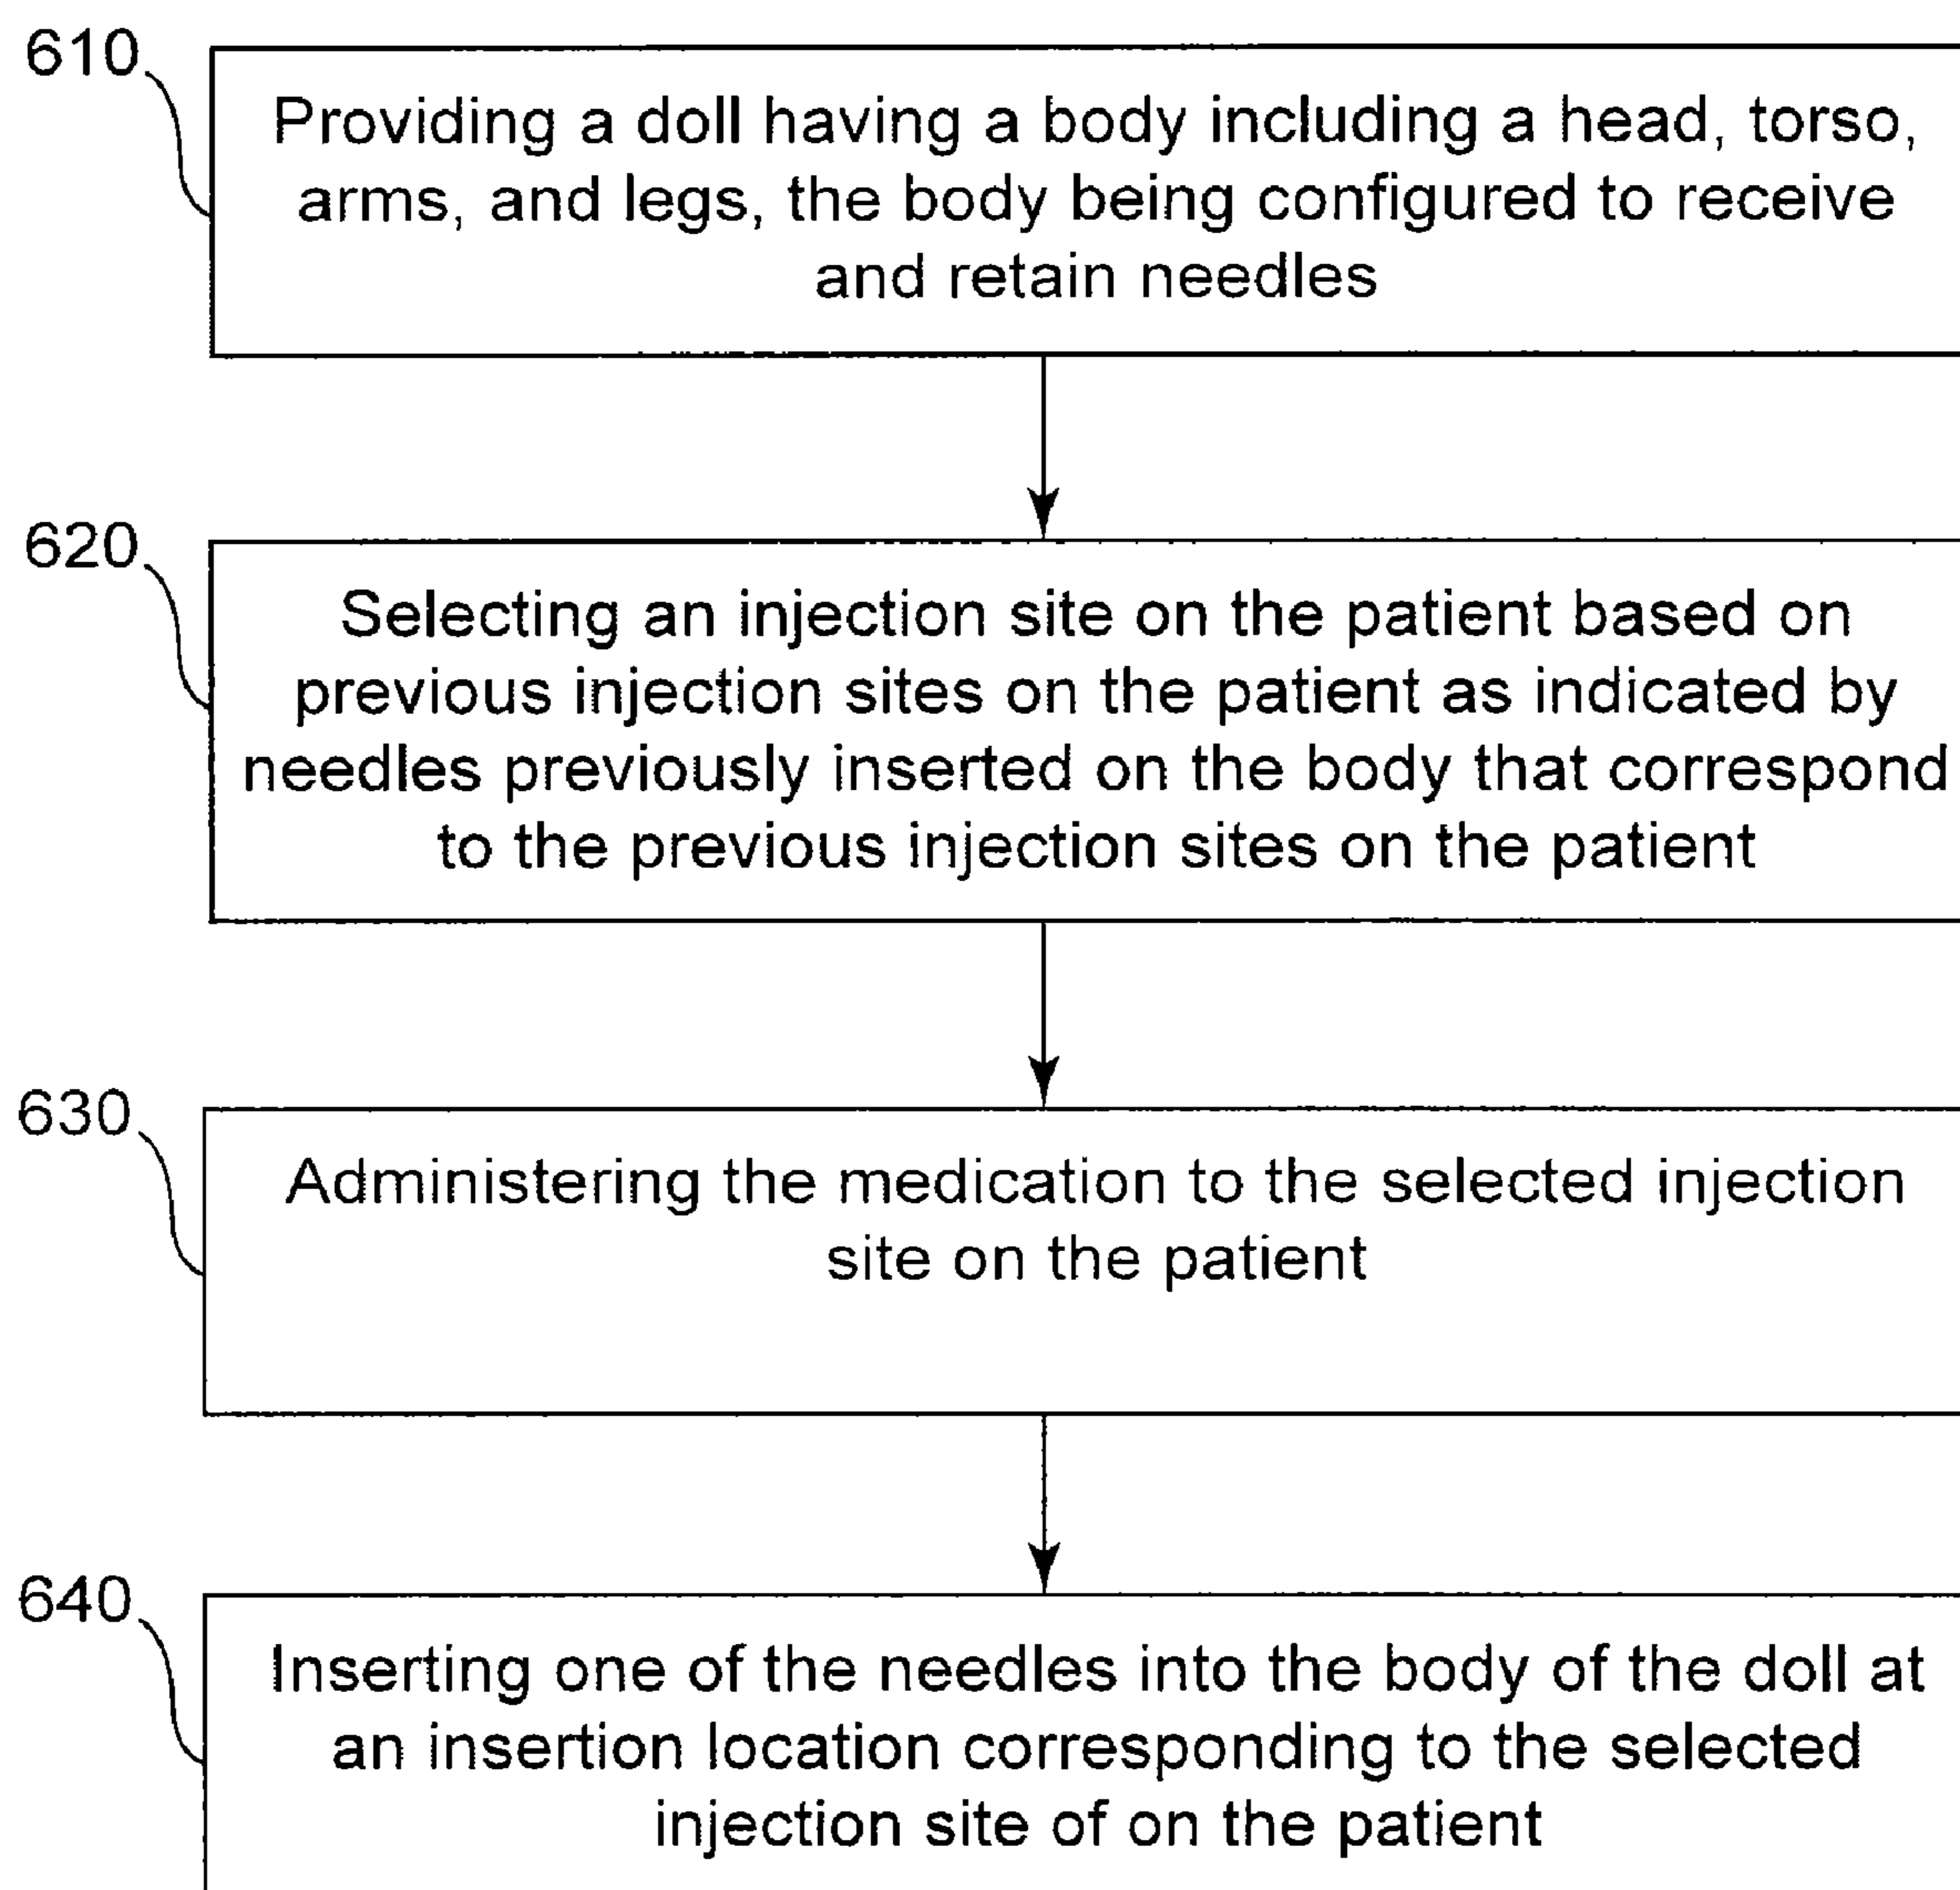 610
Providing a doll having a body including a head, torso,
arms, and legs, the body being configured to receive
and retain needles
620
Selecting an injection site on the patient based on
previous injection sites on the patient as indicated by
needles previously inserted on the body that correspond
to the previous injection sites on the patient
630
Administering the medication to the selected injection
site on the patient
640
Inserting one of the needles into the body of the doll at
an insertion location corresponding to the selected
injection site of on the patient